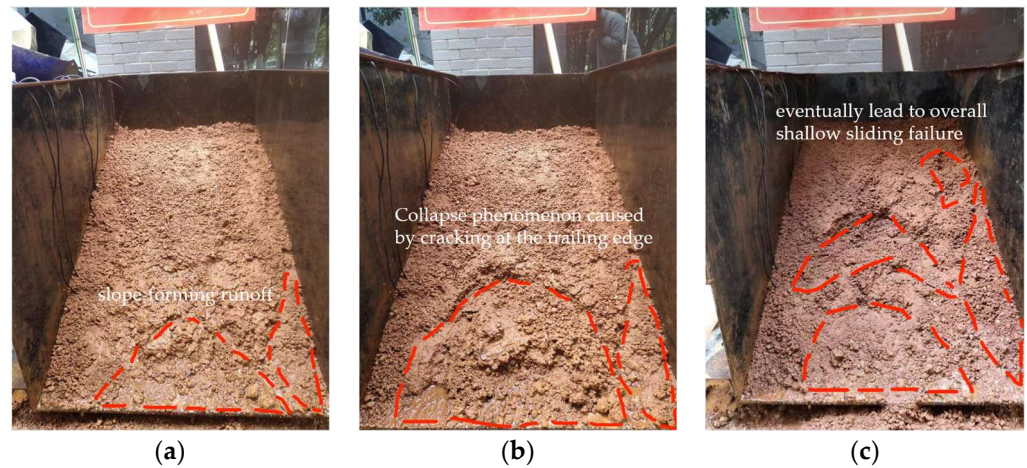 slope-forming runoff
Collapse phenomenon caused
by cracking at the trailing edge
eventually lead to overall
shallow sliding failure
(a)
(b)
(c)